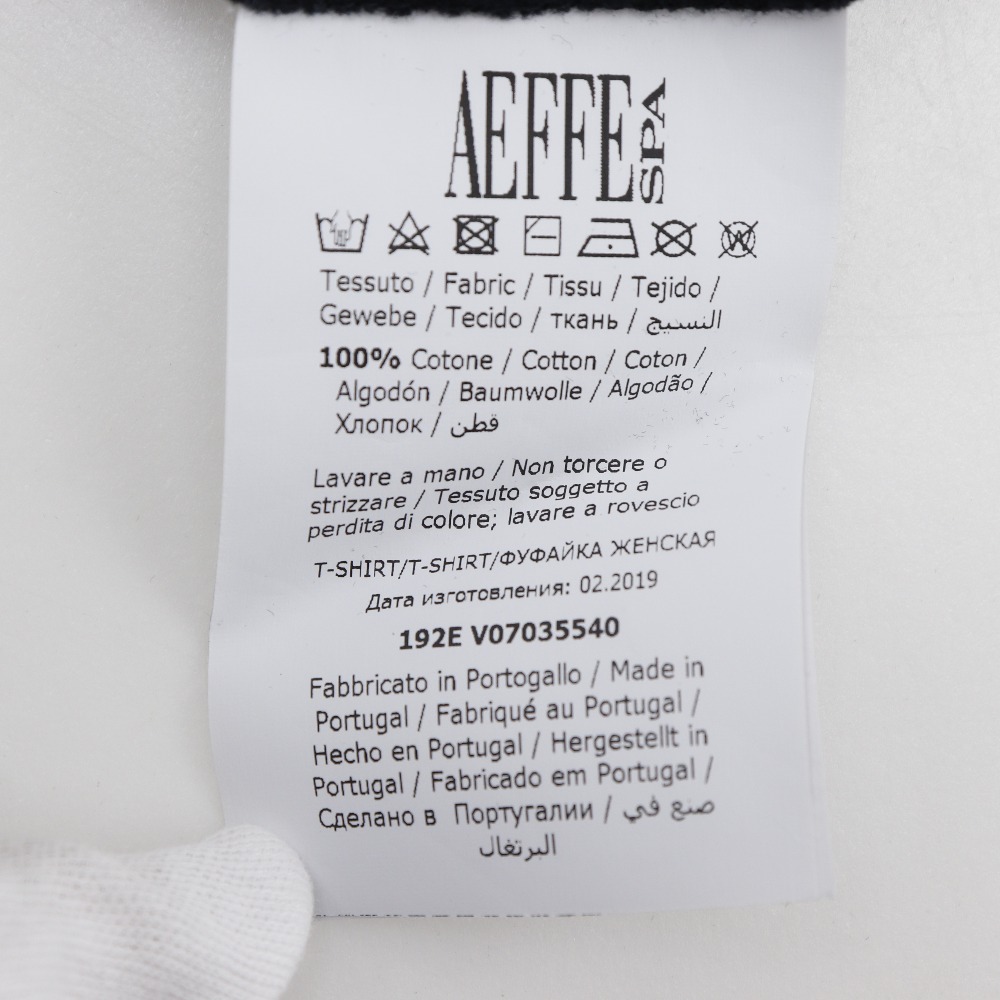 AEFFE SPA
Tessuto / Fabric / Tissu / Tejido /
Gewebe / Tecido / ткань / النسيج
100% Cotone / Cotton / Coton /
Algodón / Baumwolle / Algodão /
Хлопок / قطن
Lavare a mano / Non torcere o
strizzare / Tessuto soggetto a
perdita di colore; lavare a rovescio
T-SHIRT/T-SHIRT/ФУФАЙКА ЖЕНСКАЯ
Дата изготовления: 02.2019
192E V07035540
Fabbricato in Portogallo / Made in
Portugal / Fabriqué au Portugal /
Hecho en Portugal / Hergestellt in
Portugal / Fabricado em Portugal /
Сделано в Португалии / صنع في
البرتغال